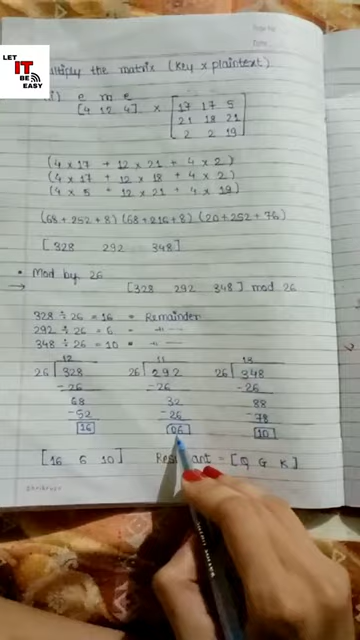 LET
IT
BE
EASY
Multiply the matrix (Key x plaintext)
i) e m e
[4 12 4] x [17 17 5
21 18 21
2 2 19]
(4 x 17 + 12 x 21 + 4 x 2)
(4 x 17 + 12 x 18 + 4 x 2)
(4 x 5 + 12 x 21 + 4 x 19)
(68 + 252 + 8) (68 + 216 + 8) (20 + 252 + 76)
[328 292 348]
• Mod by 26
→ [328 292 348] mod 26
328 ÷ 26 = 16 = Remainder
292 ÷ 26 = 6 = -"-
348 ÷ 26 = 10 = -"-
12 11 13
26 328 26 292 26 348
-26 -26 -26
68 32 88
-52 -26 -78
16 06 10
[16 6 10] = [Q G K]